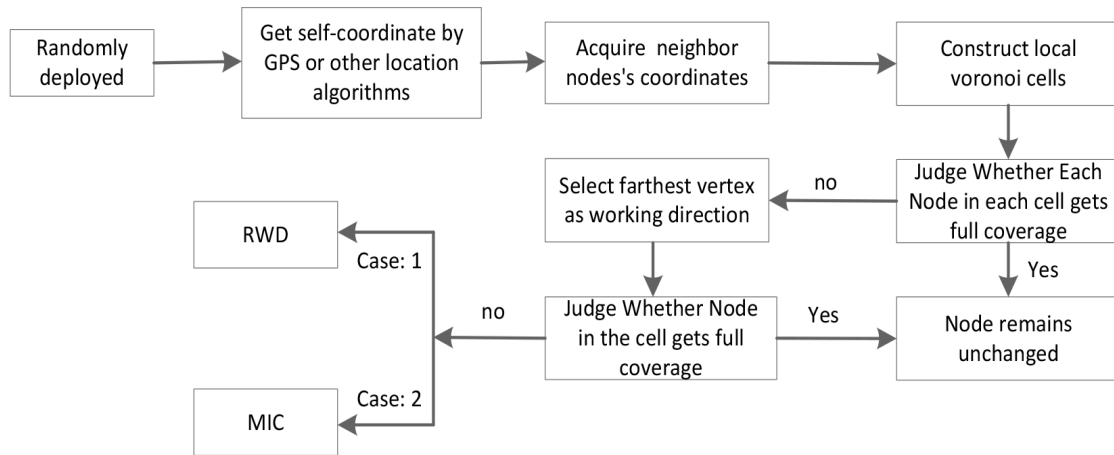 Randomly
deployed
Get self-coordinate by
GPS or other location
algorithms
Acquire neighbor
nodes's coordinates
Construct local
voronoi cells
Judge Whether Each
Node in each cell gets
full coverage
no
Select farthest vertex
as working direction
Yes
Judge Whether Node
in the cell gets full
coverage
Yes
Node remains
unchanged
no
Case: 1
RWD
Case: 2
MIC